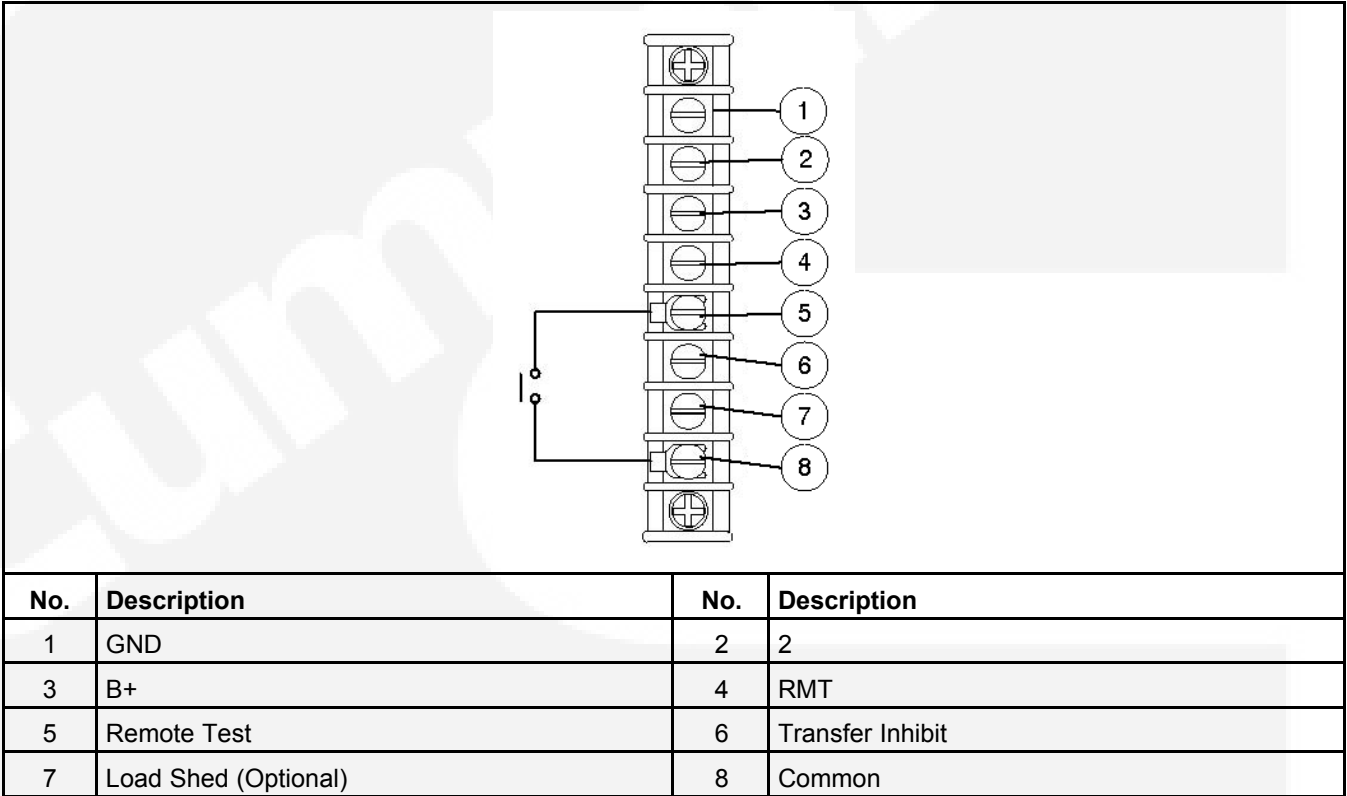 1
2
3
4
5
6
7
8
No. Description No. Description
1 GND 2 2
3 B+ 4 RMT
5 Remote Test 6 Transfer Inhibit
7 Load Shed (Optional) 8 Common